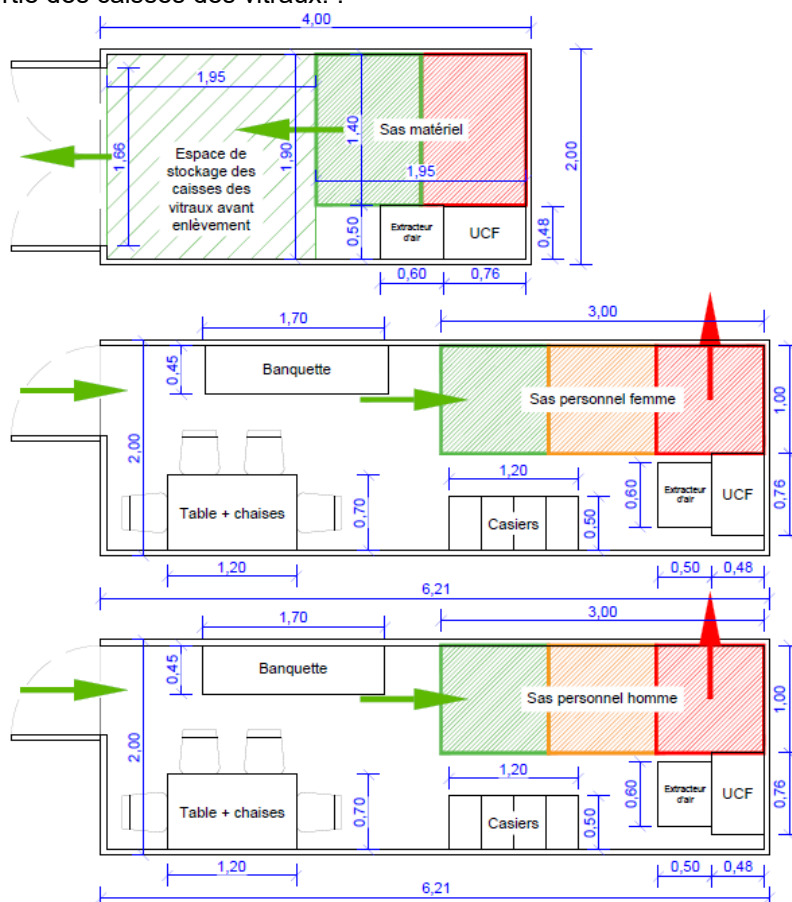 rtie des caisses des vitraux. .
4,00
1,95
Sas matériel
1,40
1,66
1,90
Espace de
stockage des
caisses des
vitraux avant
enlèvement
1,95
2,00
Extracteur
d'air
UCF
0,50
0,48
0,60
0,76
1,70
3,00
0,45
Banquette
Sas personnel femme
1,00
2,00
1,20
Table + chaises
0,70
Casiers
0,50
0,60
Extracteur
d'air
UCF
0,76
1,20
0,50
0,48
6,21
1,70
3,00
0,45
Banquette
Sas personnel homme
1,00
2,00
1,20
Table + chaises
0,70
Casiers
0,50
0,60
Extracteur
d'air
UCF
0,76
1,20
0,50
0,48
6,21